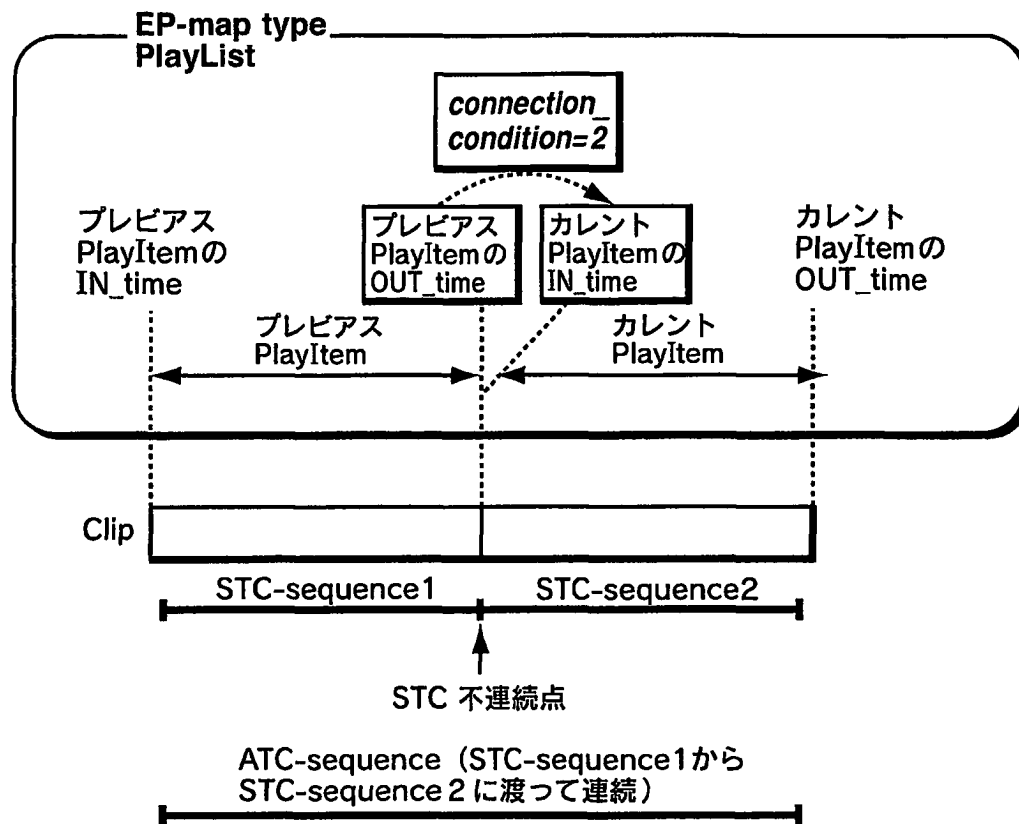 EP-map type
PlayList
connection_
condition=2
プレビアス
PlayItemの
IN_time
プレビアス
PlayItemの
OUT_time
カレント
PlayItemの
IN_time
カレント
PlayItemの
OUT_time
プレビアス
PlayItem
カレント
PlayItem
Clip
STC-sequence1
STC-sequence2
STC 不連続点
ATC-sequence（STC-sequence1から
STC-sequence2に渡って連続）